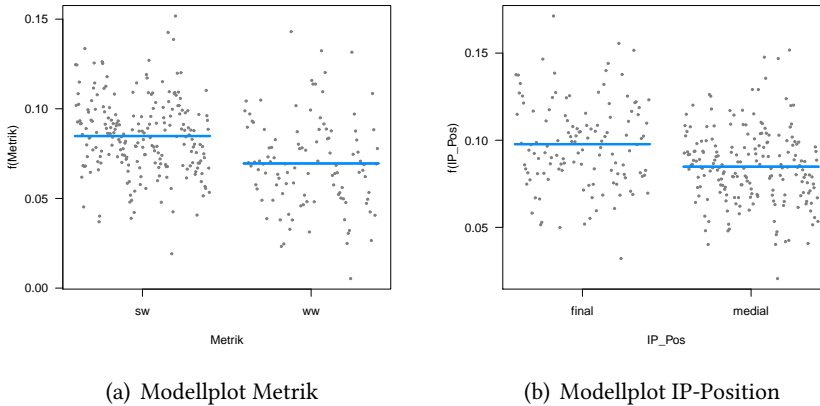 0.15
0.10
0.05
0.00
f(Metrik)
sw
ww
Metrik
0.15
0.10
0.05
f(IP_Pos)
final
medial
IP_Pos
(a) Modellplot Metrik
(b) Modellplot IP-Position